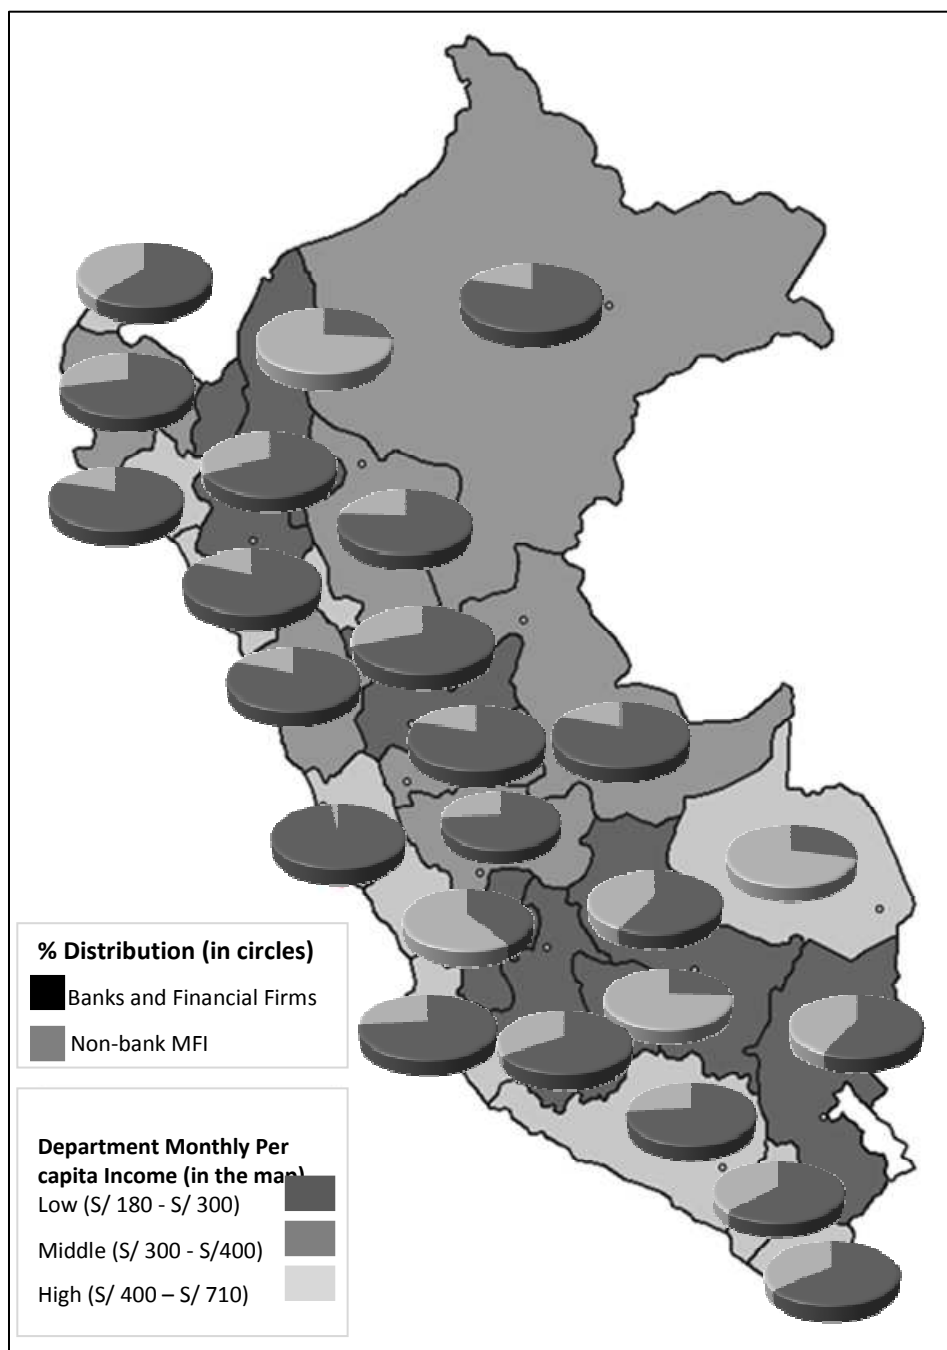 % Distribution (in circles)
Banks and Financial Firms
Non-bank MFI
Department Monthly Per
capita Income (in the map)
Low (S/ 180 - S/ 300)
Middle (S/ 300 - S/400)
High (S/ 400 – S/ 710)